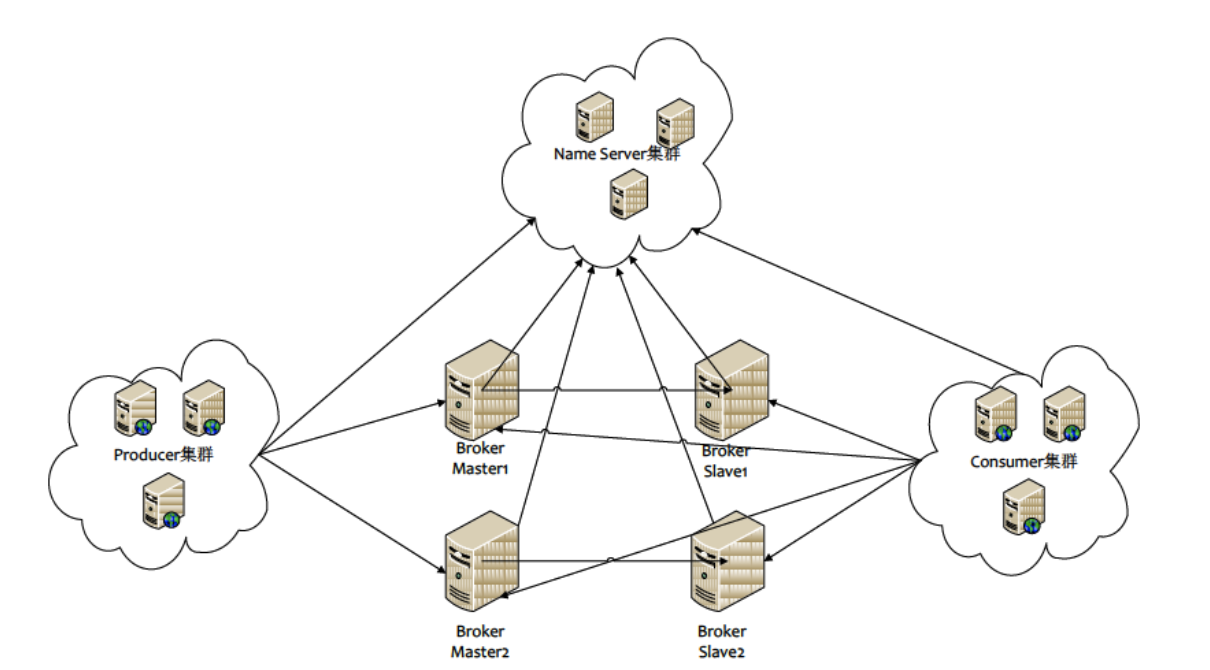 Name Server集群
Producer集群
Broker
Master1
Broker
Slave1
Consumer集群
Broker
Master2
Broker
Slave2